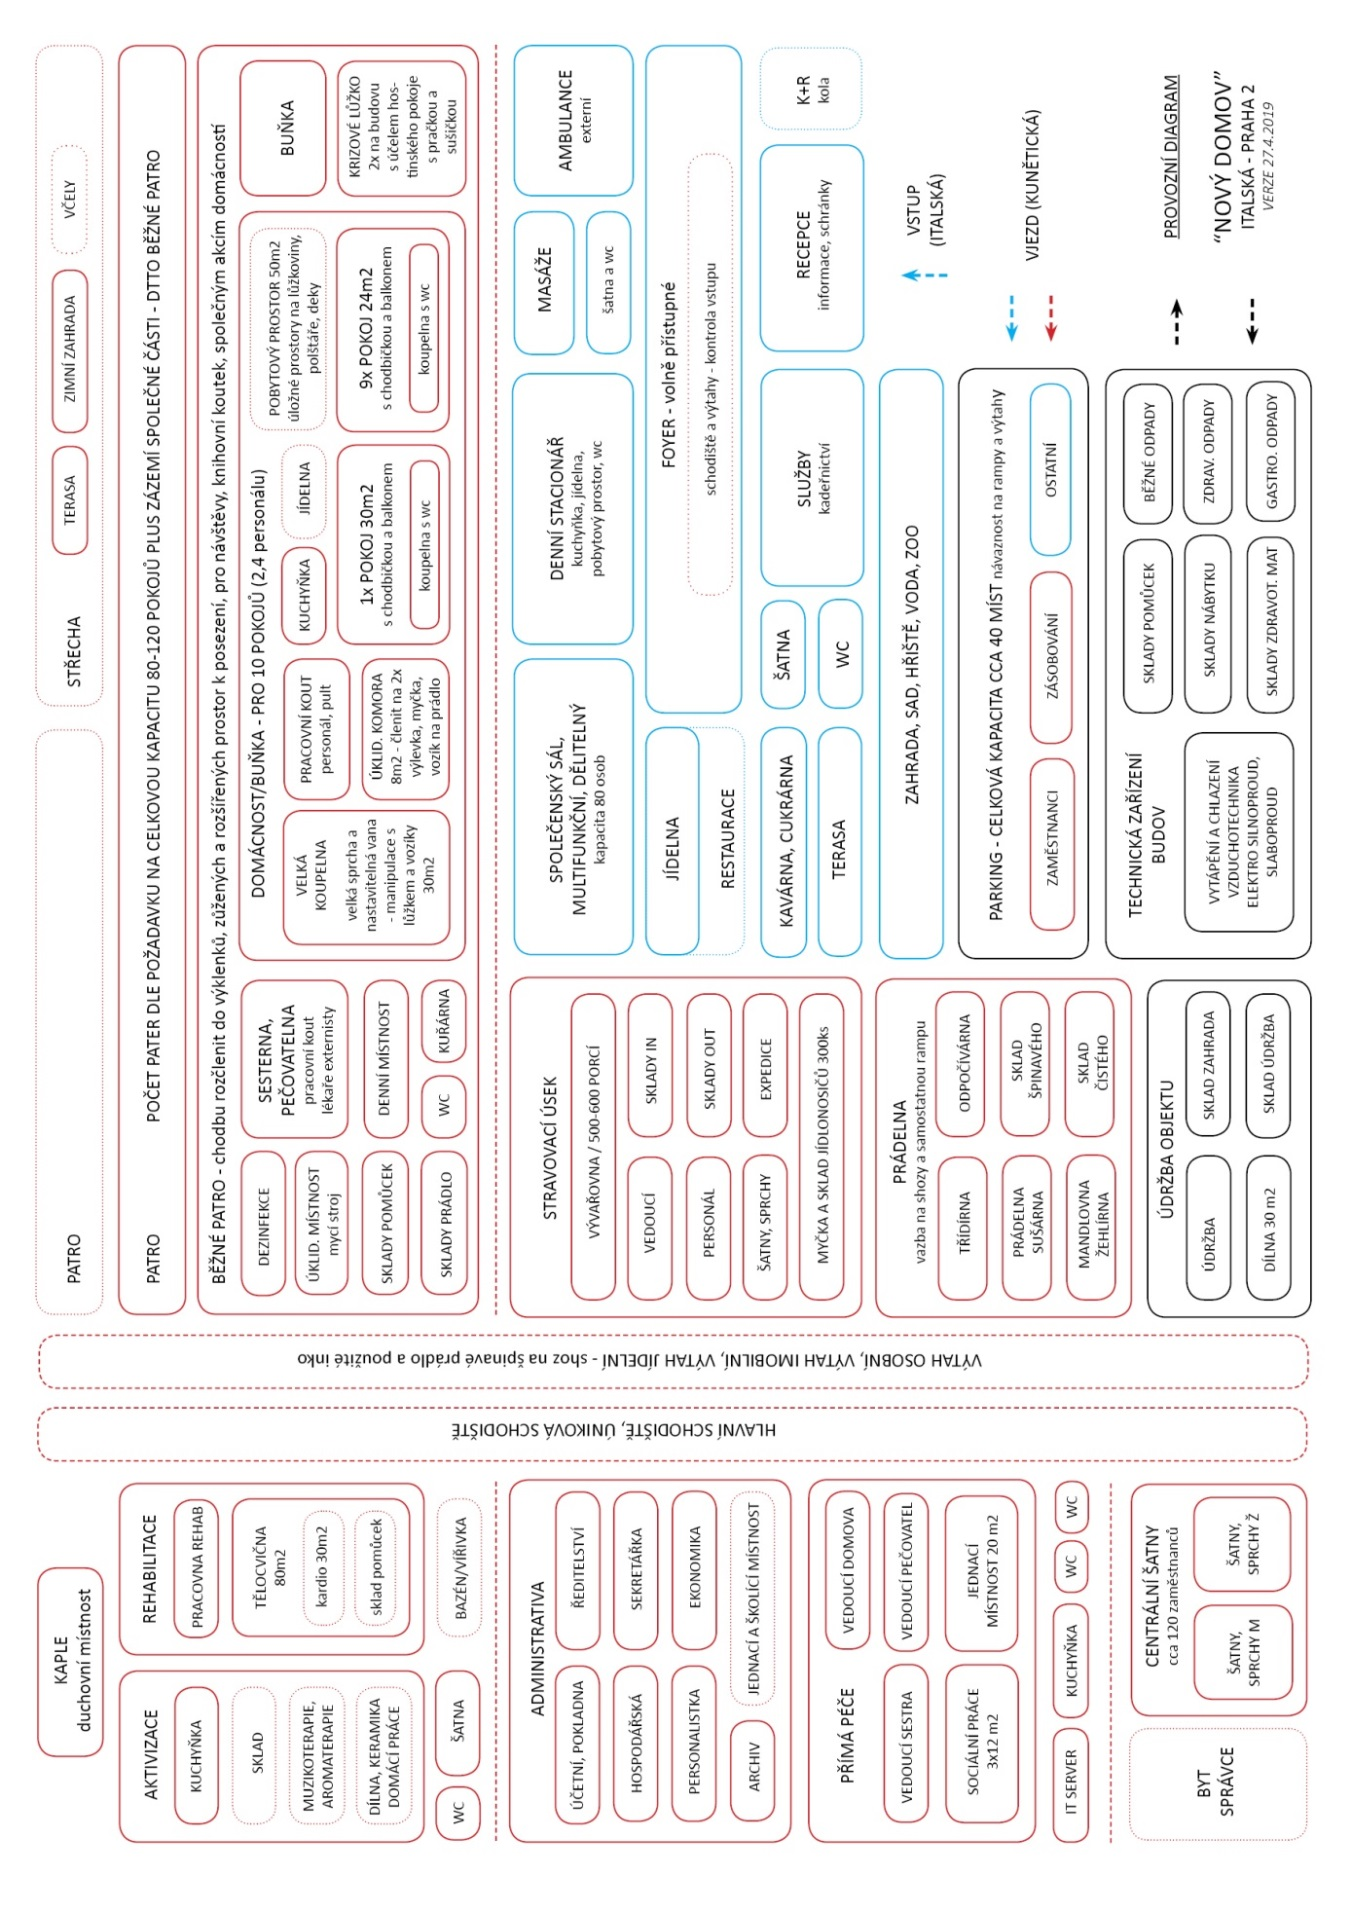 KAPLE
duchovní místnost
AKTIVIZACE
KUCHYŇKA
SKLAD
MUZIKOTERAPIE,
AROMATERAPIE
DÍLNA, KERAMIKA
DOMÁCÍ PRÁCE
REHABILITACE
PRACOVNA REHAB
TĚLOCVIČNA
80m2
kardio 30m2
sklad pomůcek
WC
ŠATNA
BAZÉN/VÍŘIVKA
ADMINISTRATIVA
ÚČETNÍ, POKLADNA
ŘEDITELSTVÍ
HOSPODÁŘSKÁ
SEKRETÁŘKA
PERSONALISTKA
EKONOMIKA
ARCHIV
JEDNACÍ A ŠKOLÍCÍ MÍSTNOST
PŘÍMÁ PÉČE
VEDOUCÍ DOMOVA
VEDOUCÍ SESTRA
VEDOUCÍ PEČOVATEL
SOCIÁLNÍ PRÁCE
3x12 m2
JEDNACÍ
MÍSTNOST 20 m2
IT SERVER
KUCHYŇKA
WC
WC
BYT
SPRÁVCE
CENTRÁLNÍ ŠATNY
cca 120 zaměstnanců
ŠATNY,
SPRCHY M
ŠATNY,
SPRCHY Ž
HLAVNÍ SCHODIŠTĚ, ÚNIKOVÁ SCHODIŠTĚ
VÝTAH OSOBNÍ, VÝTAH IMOBILNI, VÝTAH JÍDELNÍ - shoz na špinavé prádlo a použité inko
PATRO
STŘECHA
TERASA
ZIMNÍ ZAHRADA
VČELY
PATRO
POČET PATER DLE POŽADAVKU NA CELKOVOU KAPACITU 80-120 POKOJŮ PLUS ZÁZEMÍ SPOLEČNÉ ČÁSTI - DTTO BĚŽNÉ PATRO
BĚŽNÉ PATRO - chodbu rozčlenit do výklenků, zůžených a rozšířených prostor k posezení, pro návštěvy, knihovní koutek, společným akcím domácností
DEZINFEKCE
ÚKLID. MÍSTNOST
mycí stroj
SKLADY POMŮCEK
SKLADY PRÁDLO
SESTERNA,
PEČOVATELNA
pracovní kout
lékaře externisty
DENNÍ MÍSTNOST
WC
KUŘÁRNA
DOMÁCNOST/BUŇKA - PRO 10 POKOJŮ (2,4 personálu)
VELKÁ
KOUPELNA
velká sprcha a
nastavitelná vana
- manipulace s
lůžkem a vozíky
30m2
PRACOVNÍ KOUT
personál, pult
ÚKLID. KOMORA
8m2 - členit na 2x
výlevka, myčka,
vozík na prádlo
KUCHYŇKA
JÍDELNA
POBYTOVÝ PROSTOR 50m2
úložné prostory na lůžkoviny,
polštáře, deky
1x POKOJ 30m2
s chodbičkou a balkonem
koupelna s wc
9x POKOJ 24m2
s chodbičkou a balkonem
koupelna s wc
BUŇKA
KRIZOVÉ LŮŽKO
2x na budovu
s účelem hos-
tinského pokoje
s pračkou a
sušičkou
STRAVOVACÍ ÚSEK
VÝVAŘOVNA / 500-600 PORCÍ
VEDOUCÍ
SKLADY IN
PERSONÁL
SKLADY OUT
ŠATNY, SPRCHY
EXPEDICE
MYČKA A SKLAD JÍDLONOSIČŮ 300ks
SPOLEČENSKÝ SÁL,
MULTIFUNKČNÍ, DĚLITELNÝ
kapacita 80 osob
DENNÍ STACIONÁŘ
kuchyňka, jídelna,
pobytový prostor, wc
MASÁŽE
šatna a wc
AMBULANCE
externí
JÍDELNA
RESTAURACE
FOYER - volně přístupné
schodiště a výtahy - kontrola vstupu
KAVÁRNA, CUKRÁRNA
TERASA
ŠATNA
WC
SLUŽBY
kadeřnictví
RECEPCE
informace, schránky
K+R
kola
ZAHRADA, SAD, HŘIŠTĚ, VODA, ZOO
VSTUP
(ITALSKÁ)
PRÁDELNA
vazba na shozy a samostatnou rampu
TŘÍDÍRNA
ODPOČÍVÁRNA
PRÁDELNA
SUŠÁRNA
SKLAD
ŠPINAVÉHO
MANDLOVNA
ŽEHLÍRNA
SKLAD
ČISTÉHO
PARKING - CELKOVÁ KAPACITA CCA 40 MÍST návaznost na rampy a výtahy
ZAMĚSTNANCI
ZÁSOBOVÁNÍ
OSTATNÍ
VJEZD (KUNĚTICKÁ)
ÚDRŽBA OBJEKTU
ÚDRŽBA
SKLAD ZAHRADA
DÍLNA 30 m2
SKLAD ÚDRŽBA
TECHNICKÁ ZAŘÍZENÍ
BUDOV
VYTÁPĚNÍ A CHLAZENÍ
VZDUCHOTECHNIKA
ELEKTRO SILNOPROUD,
SLABOPROUD
SKLADY POMŮCEK
BĚŽNÉ ODPADY
SKLADY NÁBYTKU
ZDRAV. ODPADY
SKLADY ZDRAVOT. MAT
GASTRO. ODPADY
PROVOZNÍ DIAGRAM
“NOVÝ DOMOV”
ITALSKÁ - PRAHA 2
VERZE 27.4.2019